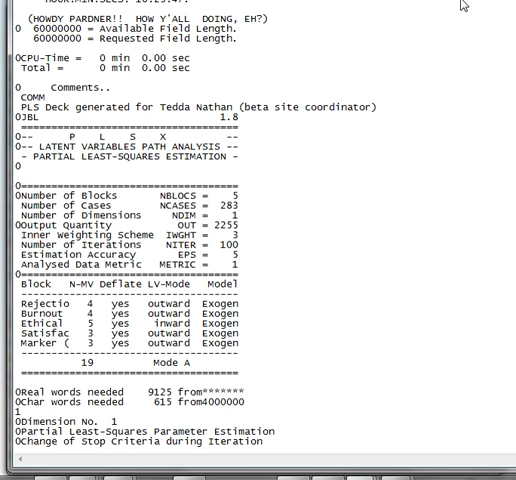 (HOWDY PARDNER!! HOW Y'ALL DOING, EH?)
0 60000000 = Available Field Length.
60000000 = Requested Field Length.
0CPU-Time = 0 min 0.00 sec
Total = 0 min 0.00 sec
0 Comments..
COMM
PLS Deck generated for Tedda Nathan (beta site coordinator)
0JBL 1.8
=====================================
0-- P L S X --
0-- LATENT VARIABLES PATH ANALYSIS --
- PARTIAL LEAST-SQUARES ESTIMATION -
0
0=====================================
0Number of Blocks NBLOCS = 5
Number of Cases NCASES = 283
Number of Dimensions NDIM = 1
0Output Quantity OUT = 2255
Inner Weighting Scheme IWGHT = 3
Number of Iterations NITER = 100
Estimation Accuracy EPS = 5
Analysed Data Metric METRIC = 1
0=====================================
Block N-MV Deflate LV-Mode Model
-------------------------------------
Rejectio 4 yes outward Exogen
Burnout 4 yes outward Exogen
Ethical 5 yes inward Exogen
Satisfac 3 yes outward Exogen
Marker ( 3 yes outward Exogen
-------------------------------------
19 Mode A
=====================================
0Real words needed 9125 from*******
0Char words needed 615 from4000000
1
0Dimension No. 1
0Partial Least-Squares Parameter Estimation
0Change of Stop Criteria during Iteration